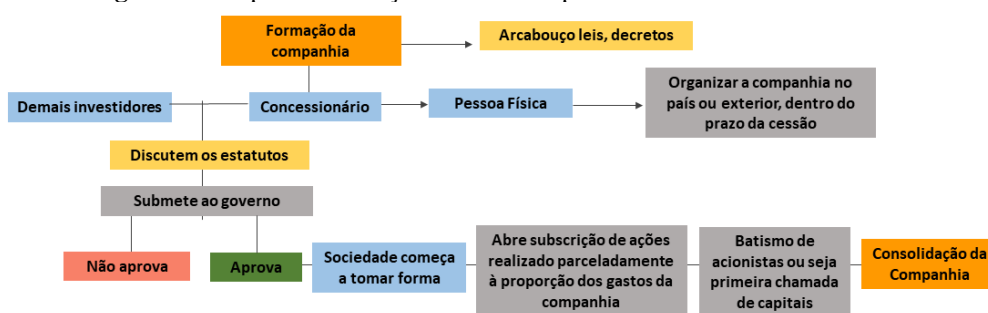 Formação da
companhia
Arcabouço leis, decretos
Demais investidores
Concessionário
Pessoa Física
Organizar a companhia no
país ou exterior, dentro do
prazo da cessão
Discutem os estatutos
Submete ao governo
Não aprova
Aprova
Sociedade começa
a tomar forma
Abre subscrição de ações
realizado parceladamente
à proporção dos gastos da
companhia
Batismo de
acionistas ou seja
primeira chamada
de capitais
Consolidação da
Companhia